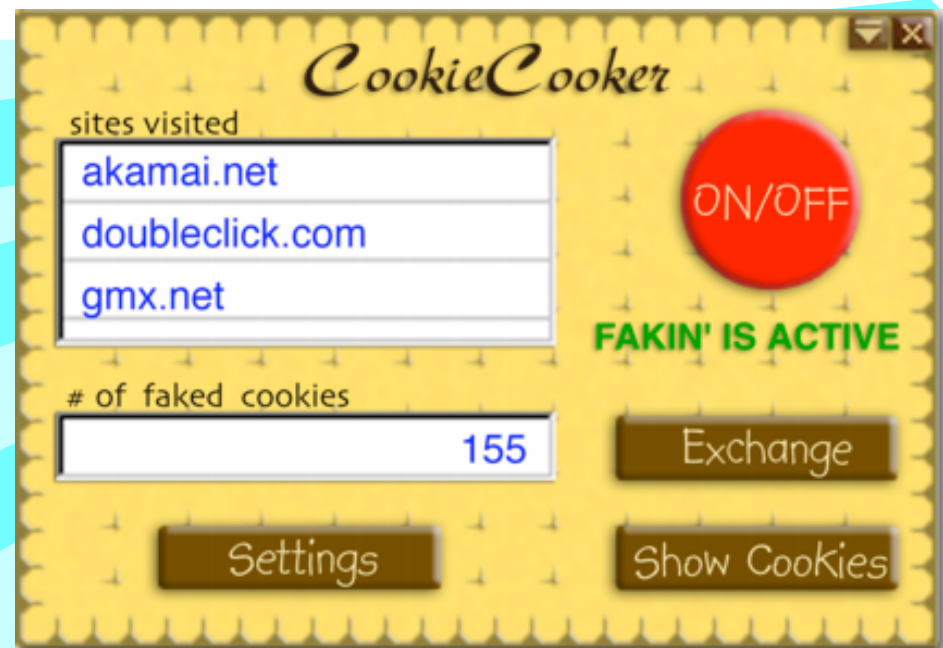 CookieCooker
sites visited
akamai.net
doubleclick.com
gmx.net
ON/OFF
FAKIN' IS ACTIVE
# of faked cookies
155
Exchange
Settings
Show Cookies